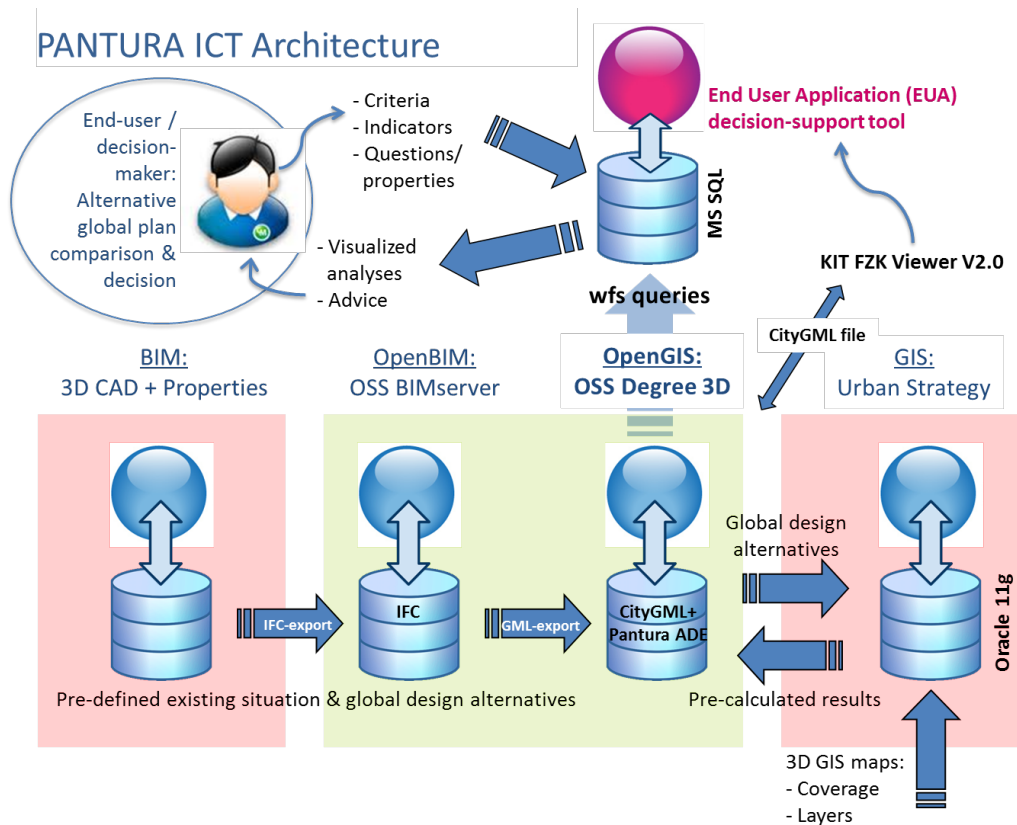 PANTURA ICT Architecture
End-user /
decision-
maker:
Alternative
global plan
comparison &
decision
- Criteria
- Indicators
- Questions/
properties
- Visualized
analyses
- Advice
End User Application (EUA)
decision-support tool
MS SQL
wfs queries
KIT FZK Viewer V2.0
CityGML file
BIM:
3D CAD + Properties
OpenBIM:
OSS BIMserver
OpenGIS:
OSS Degree 3D
GIS:
Urban Strategy
IFC-export
IFC
GML-export
CityGML+
Pantura ADE
Global design
alternatives
Pre-calculated results
Oracle 11g
Pre-defined existing situation & global design alternatives
3D GIS maps:
- Coverage
- Layers